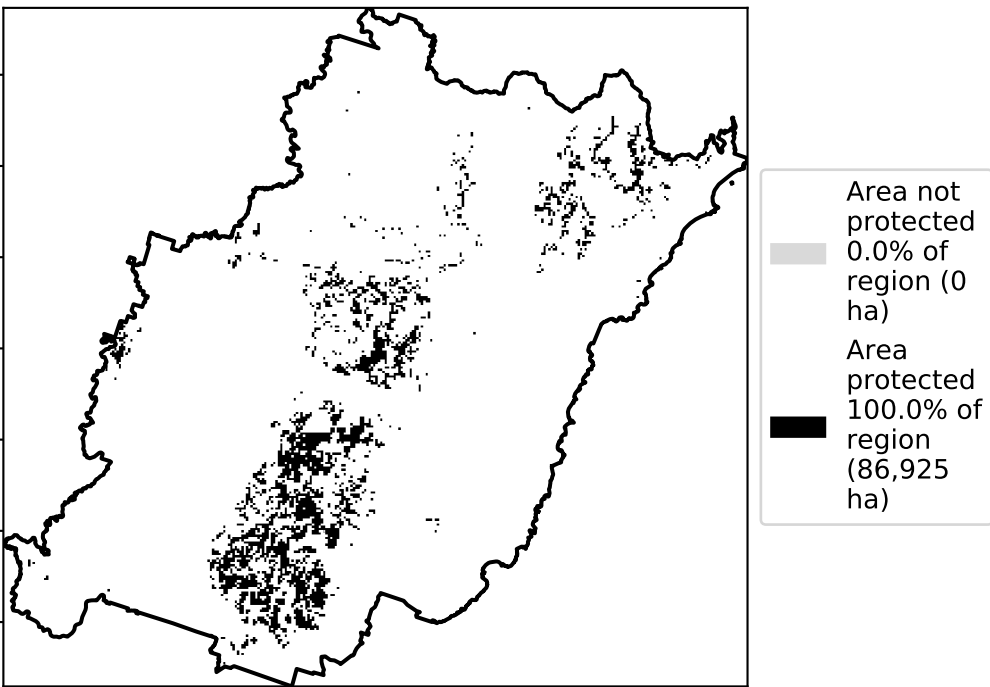 Area not
protected
0.0% of
region (0
ha)
Area
protected
100.0% of
region
(86,925
ha)